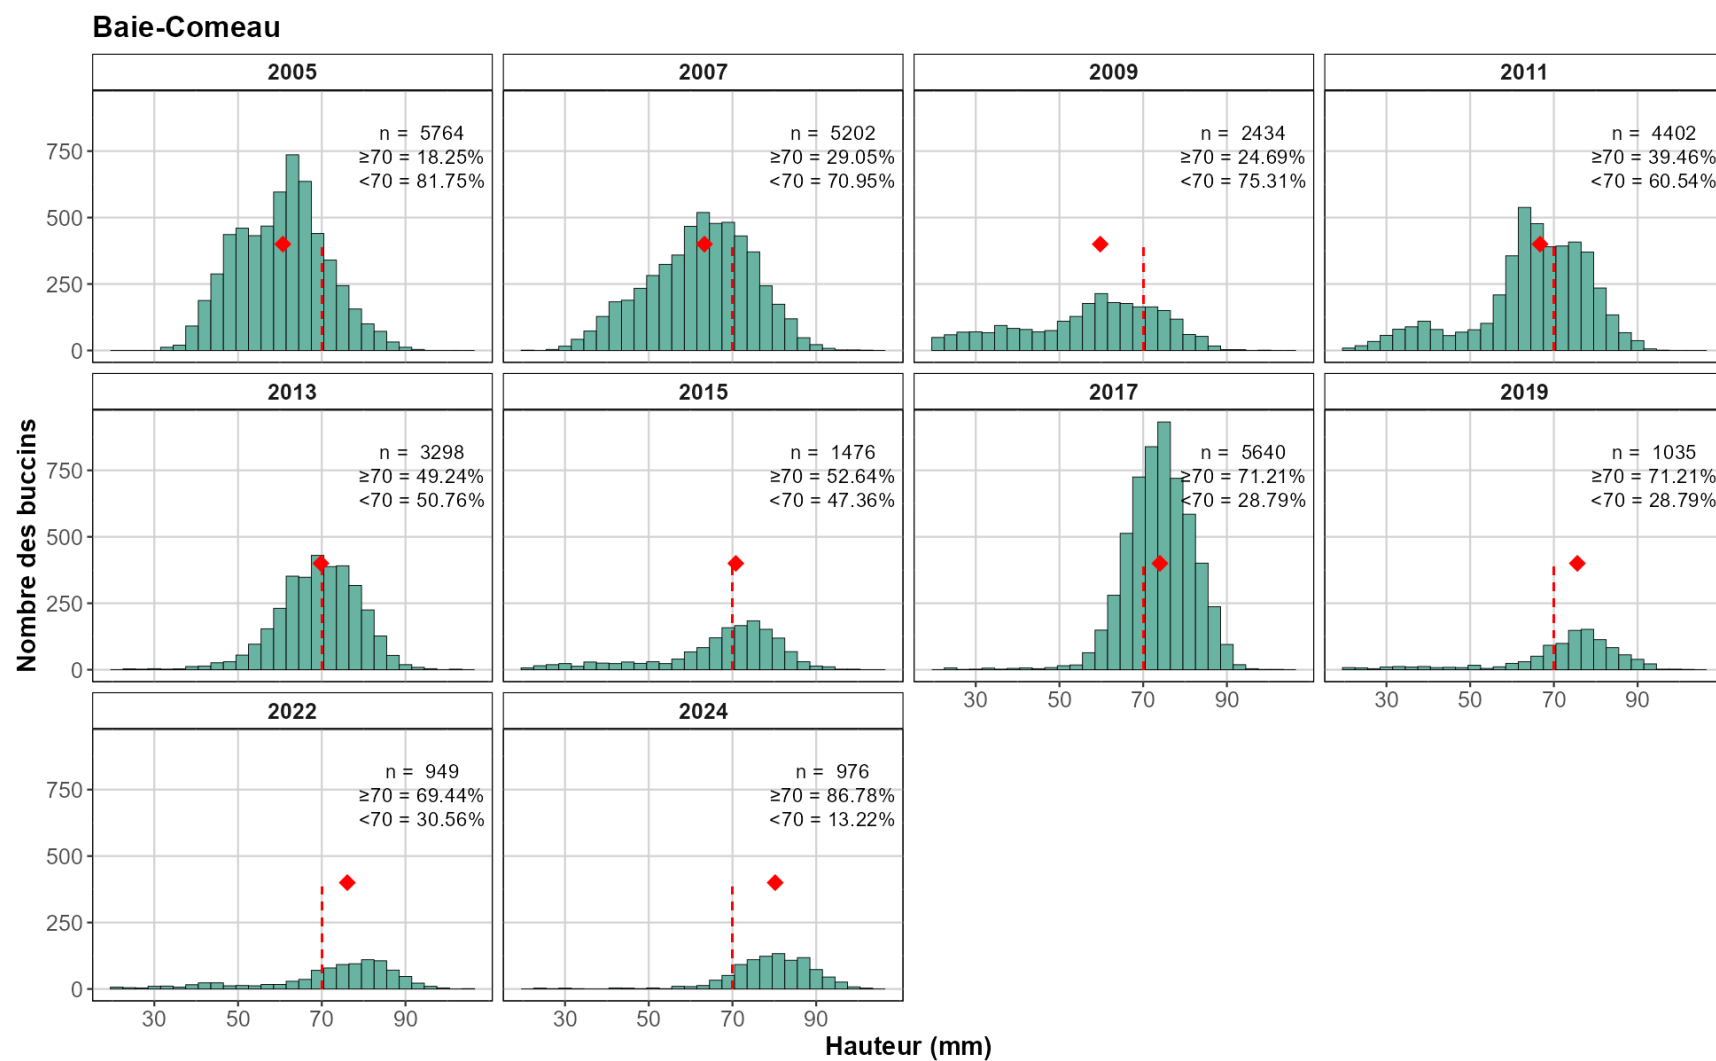 Baie-Comeau
2005
2007
2009
2011
n = 5764
≥70 = 18.25%
<70 = 81.75%
n = 5202
≥70 = 29.05%
<70 = 70.95%
n = 2434
≥70 = 24.69%
<70 = 75.31%
n = 4402
≥70 = 39.46%
<70 = 60.54%
750
500
250
0
2013
2015
2017
2019
n = 3298
≥70 = 49.24%
<70 = 50.76%
n = 1476
≥70 = 52.64%
<70 = 47.36%
n = 5640
≥70 = 71.21%
<70 = 28.79%
n = 1035
≥70 = 71.21%
<70 = 28.79%
750
500
250
0
30 50 70 90
30 50 70 90
2022
2024
n = 949
≥70 = 69.44%
<70 = 30.56%
n = 976
≥70 = 86.78%
<70 = 13.22%
750
500
250
0
30 50 70 90
30 50 70 90
Nombre des buccins
Hauteur (mm)